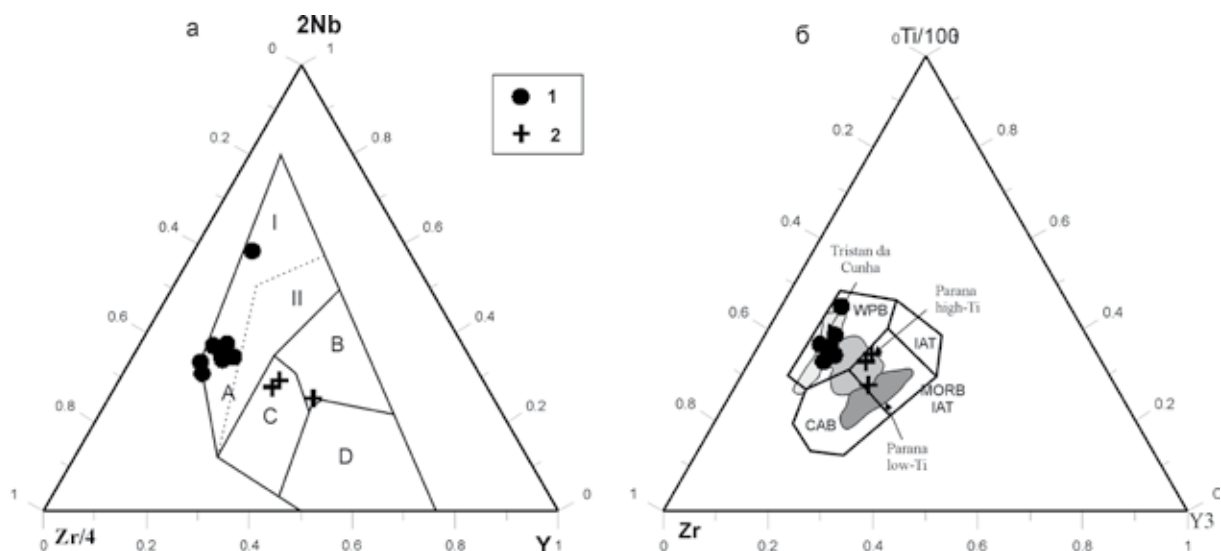 а
2Nb
0
1
0.2
0.8
0.4
0.6
0.6
0.4
0.8
0.2
1
0
I
II
A
B
C
D
Zr/4
Y
0
0.2
0.4
0.6
0.8
1
1
2
б
0Ti/100
0.2
0.8
0.4
0.6
0.6
0.4
0.8
0.2
1
Tristan da
Cunha
Parana
high-Ti
WPB
IAT
MORB
IAT
CAB
Parana
low-Ti
Zr
Y3
0
0.2
0.4
0.6
0.8
1